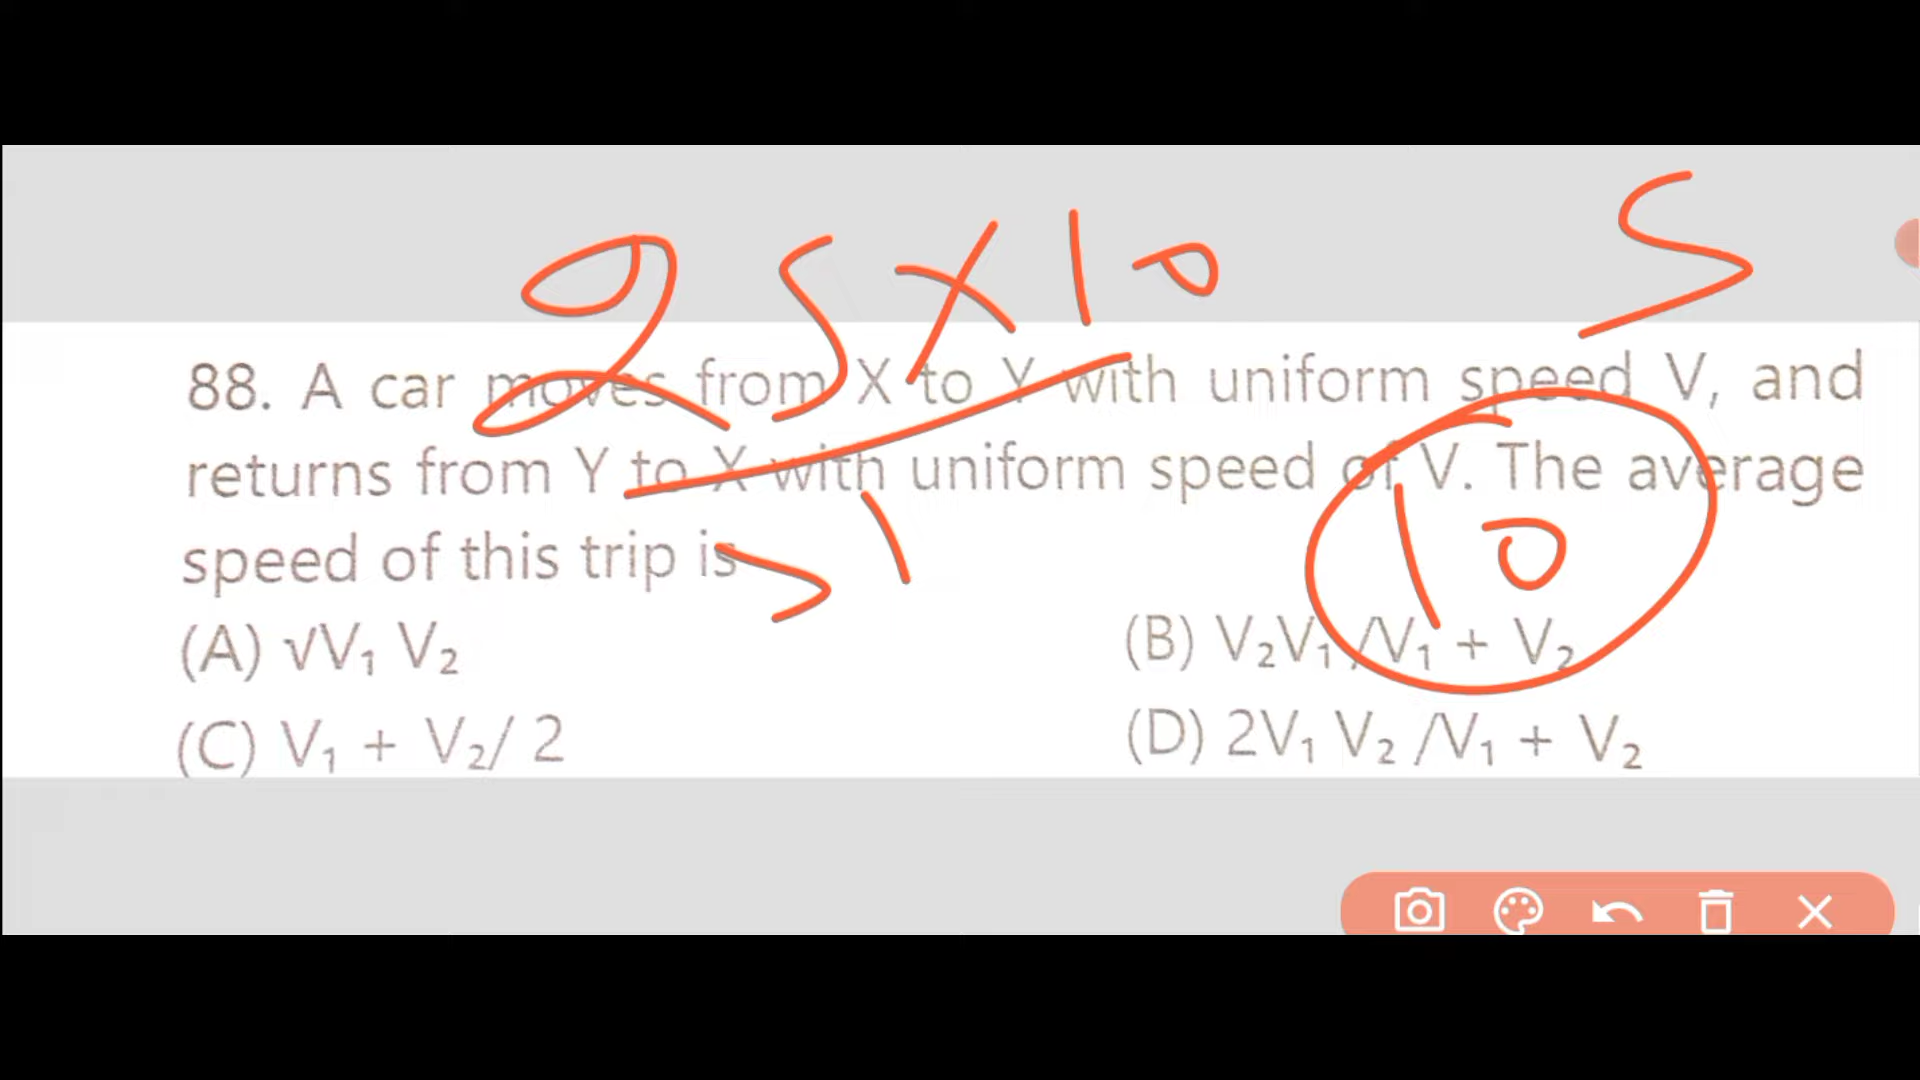 25×10
S
88. A car moves from X to Y with uniform speed V, and
returns from Y to X with uniform speed of V. The average
speed of this trip is
10
(A) √V₁ V₂
(B) V₂V₁ /V₁ + V₂
(C) V₁ + V₂/ 2
(D) 2V₁ V₂ /V₁ + V₂